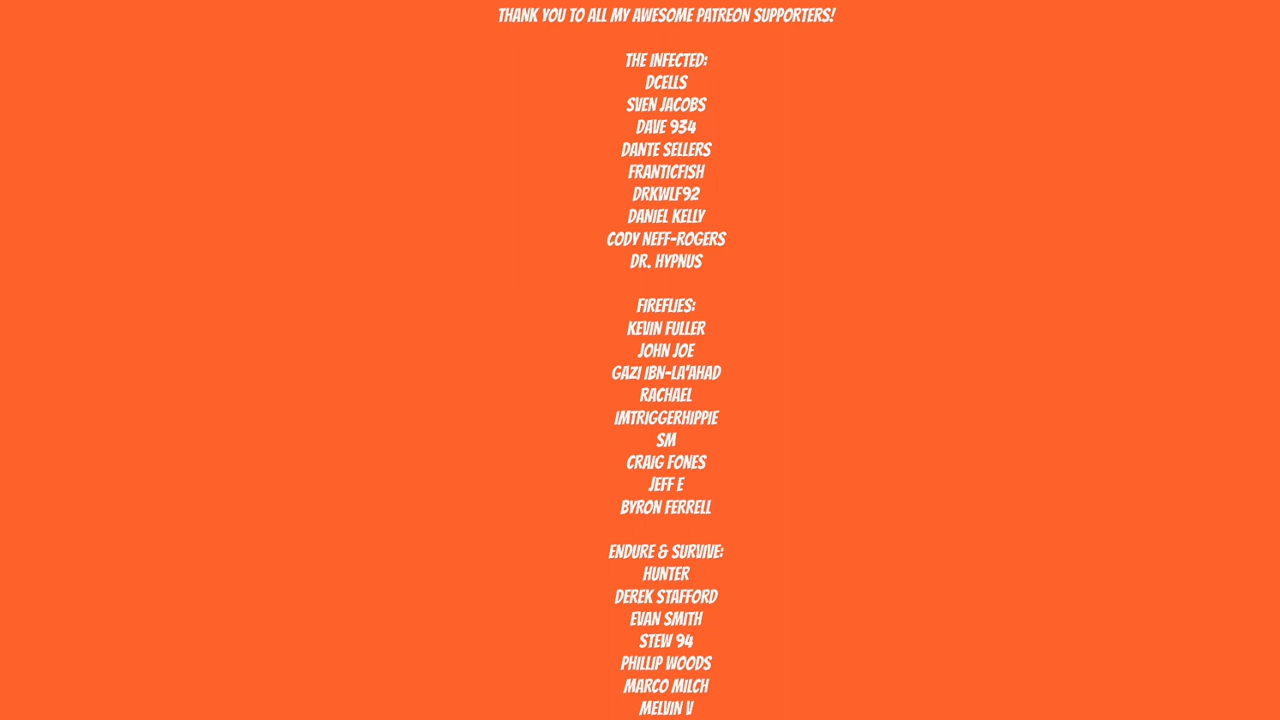 THANK YOU TO ALL MY AWESOME PATREON SUPPORTERS!
THE INFECTED:
DCELLS
SVEN JACOBS
DAVE 934
DANTE SELLERS
FRANTICFISH
DRKWLF92
DANIEL KELLY
CODY NEFF-ROGERS
DR. HYPNUS
FIREFLIES:
KEVIN FULLER
JOHN JOE
GAZI IBN-LA'AHAD
RACHAEL
IMTRIGGERHIPPIE
SM
CRAIG FONES
JEFF E
BYRON FERRELL
ENDURE & SURVIVE:
HUNTER
DEREK STAFFORD
EVAN SMITH
STEW 94
PHILLIP WOODS
MARCO MILCH
MELVIN V